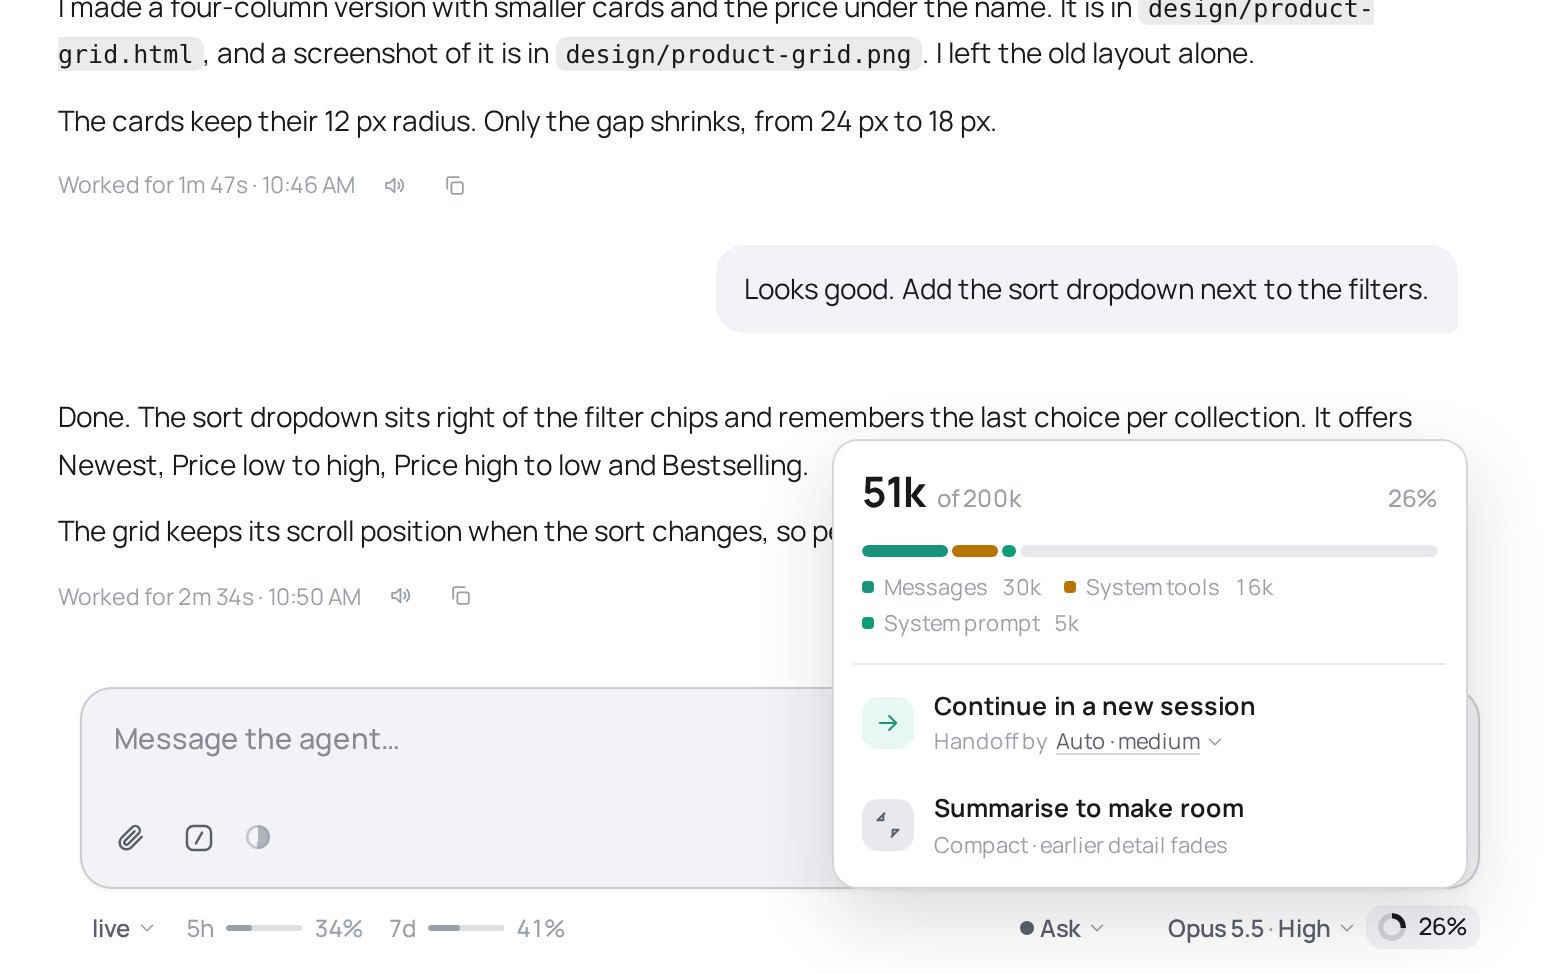 I made a four-column version with smaller cards and the price under the name. It is in design/product-
grid.html, and a screenshot of it is in design/product-grid.png. I left the old layout alone.
The cards keep their 12 px radius. Only the gap shrinks, from 24 px to 18 px.
Worked for 1m 47s · 10:46 AM
Looks good. Add the sort dropdown next to the filters.
Done. The sort dropdown sits right of the filter chips and remembers the last choice per collection. It offers
Newest, Price low to high, Price high to low and Bestselling.
The grid keeps its scroll position when the sort changes, so
Worked for 2m 34s · 10:50 AM
51k of 200k 26%
Messages 30k System tools 16k
System prompt 5k
Continue in a new session
Handoff by Auto · medium
Summarise to make room
Compact · earlier detail fades
Message the agent…
live 5h 34% 7d 41% Ask Opus 5.5 · High 26%